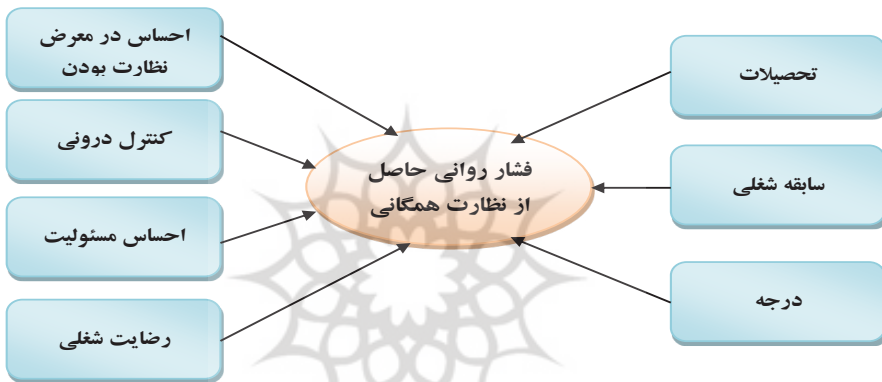 احساس در معرض
نظارت بودن
تحصیلات
کنترل درونی
فشار روانی حاصل
از نظارت همگانی
سابقه شغلی
احساس مسئولیت
درجه
رضایت شغلی